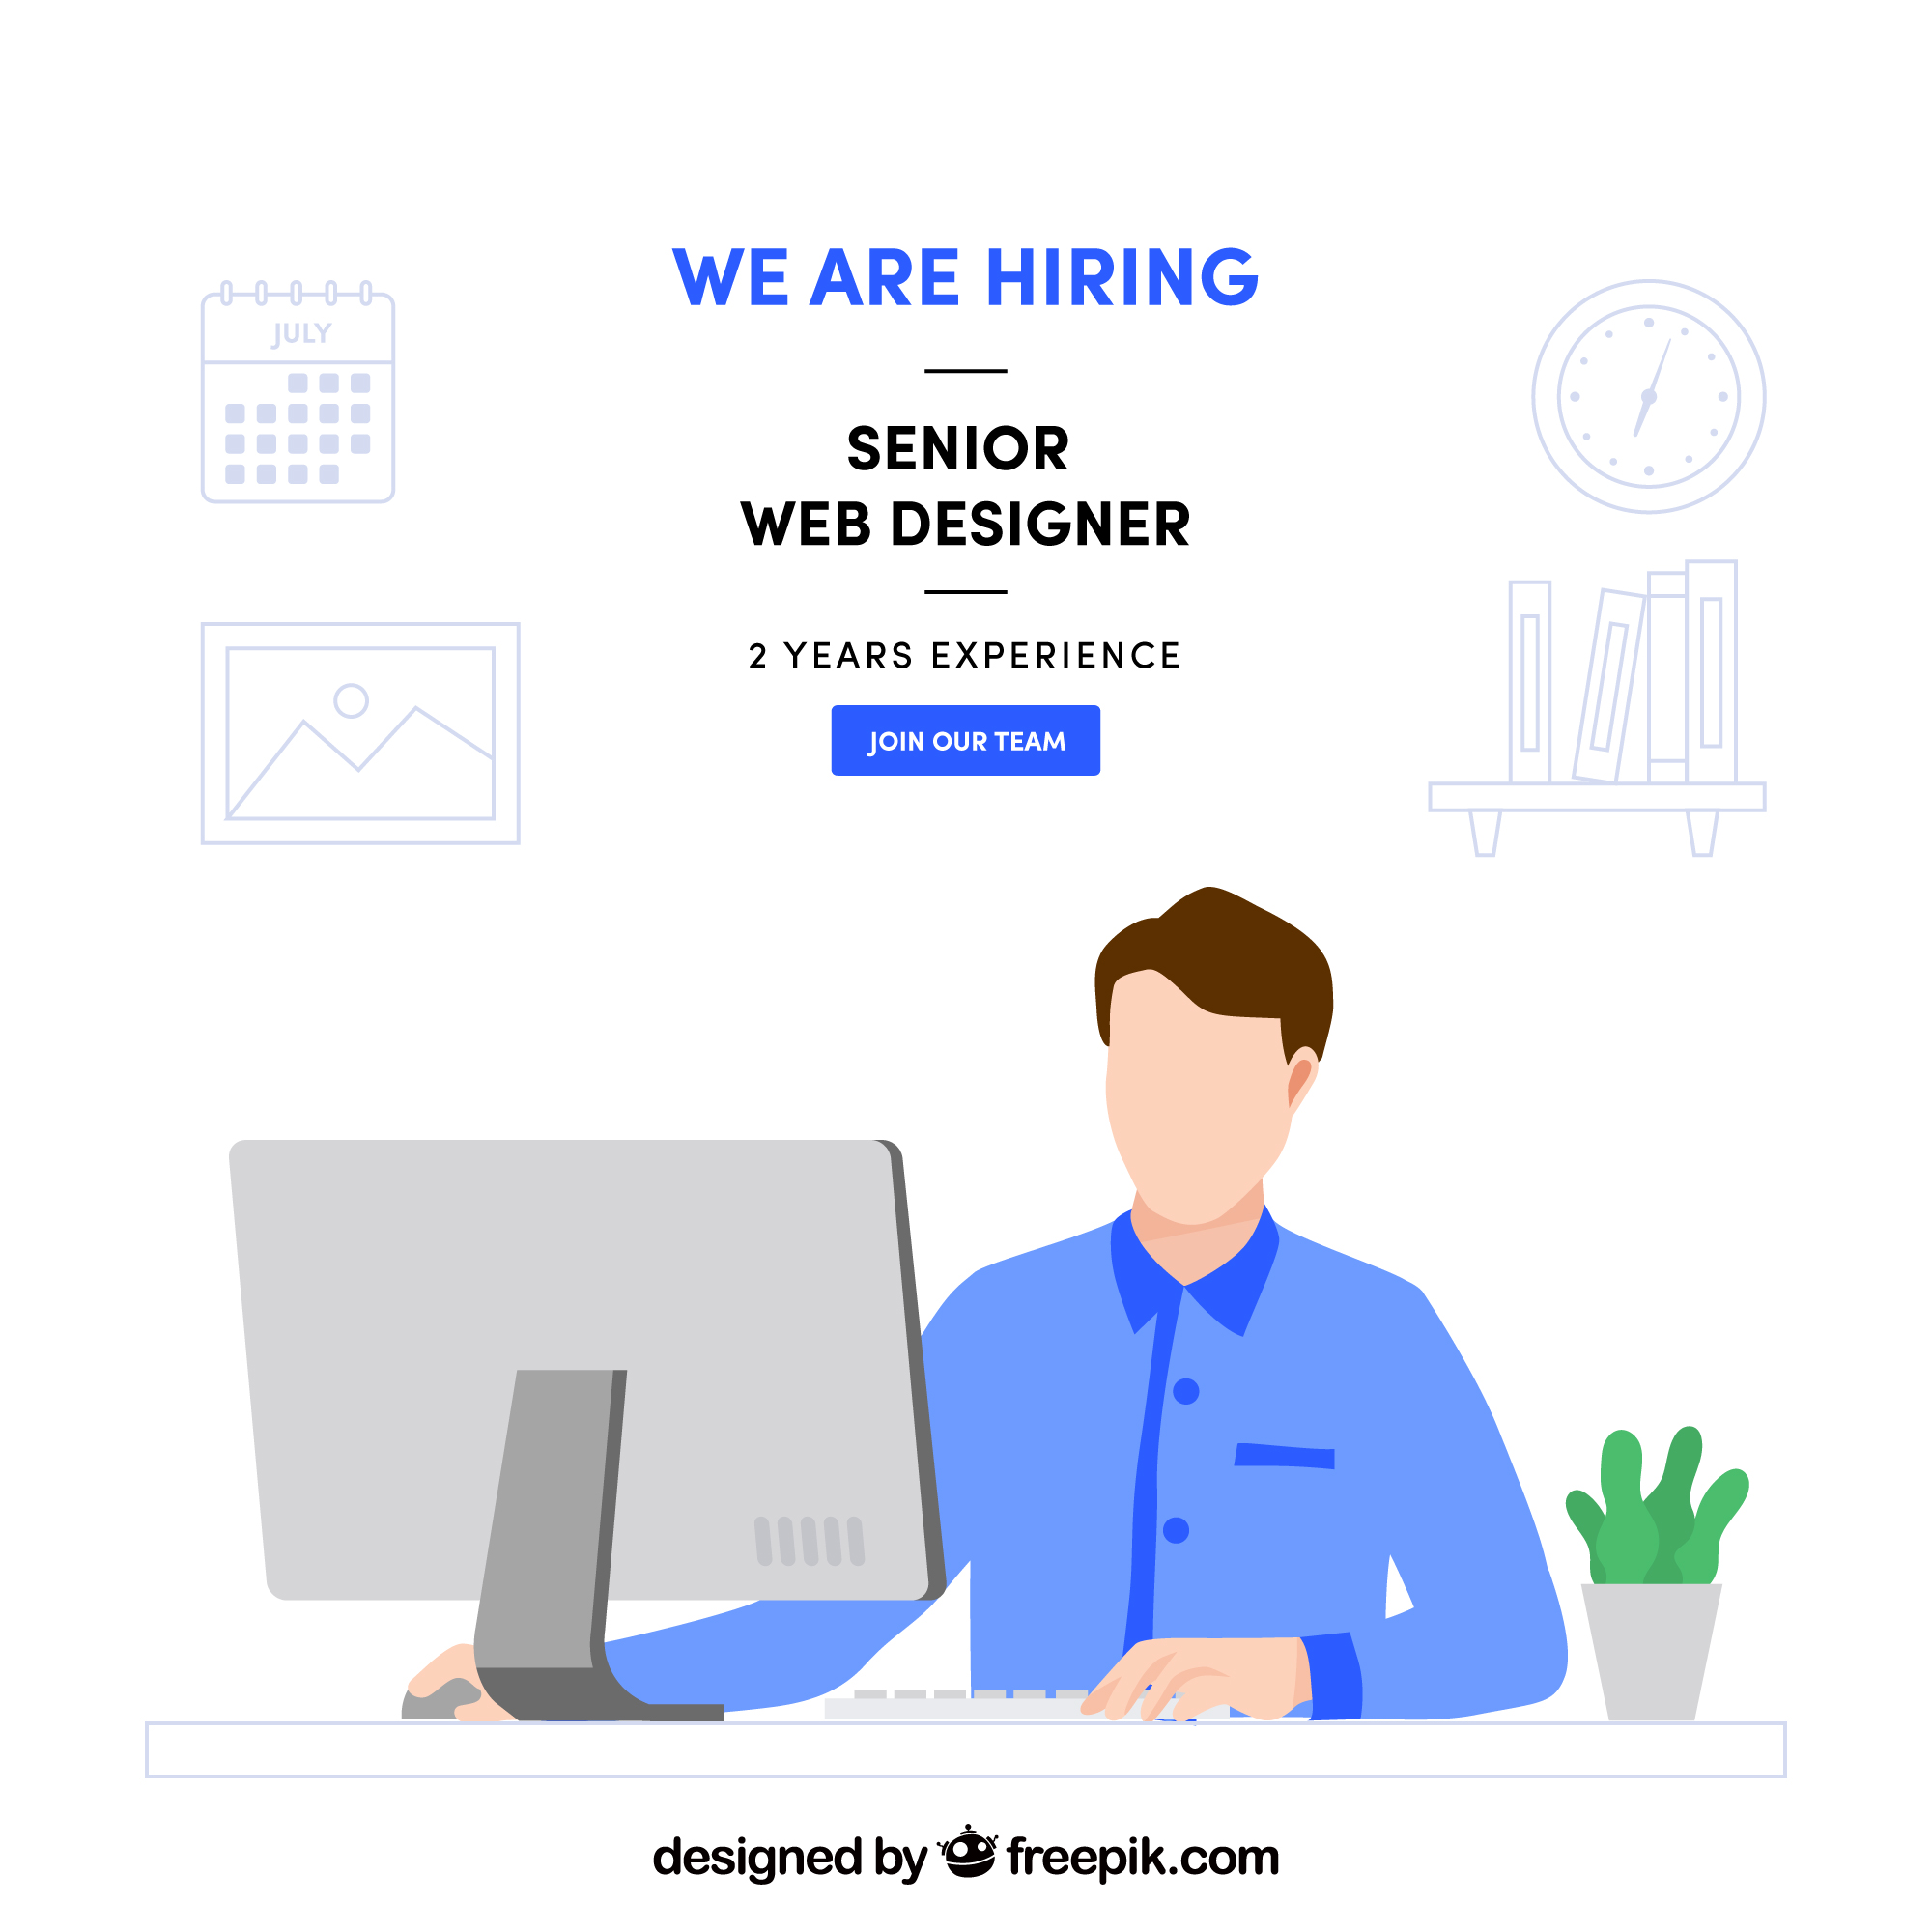 WE ARE HIRING
JULY
SENIOR
WEB DESIGNER
2 YEARS EXPERIENCE
JOIN OUR TEAM
designed by freepik.com